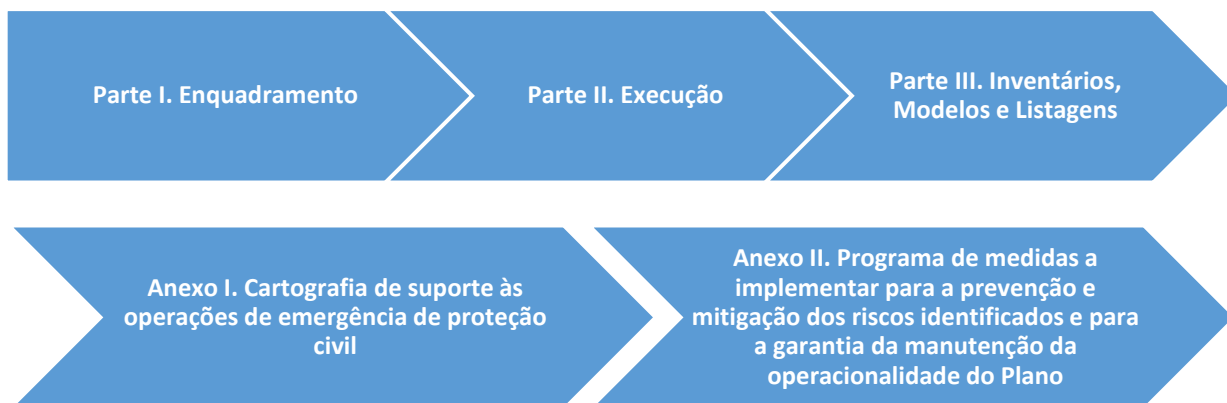 Parte I. Enquadramento
Parte II. Execução
Parte III. Inventários,
Modelos e Listagens
Anexo I. Cartografia de suporte às
operações de emergência de proteção
civil
Anexo II. Programa de medidas a
implementar para a prevenção e
mitigação dos riscos identificados e para
a garantia da manutenção da
operacionalidade do Plano